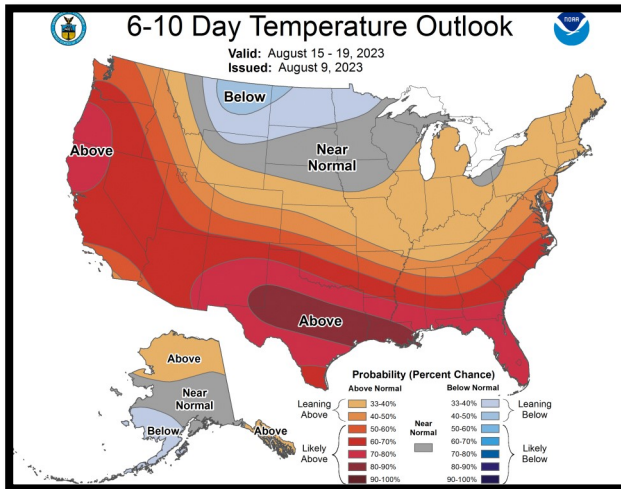 6-10 Day Temperature Outlook
NOAA
Valid: August 15 - 19, 2023
Issued: August 9, 2023
Below
Above
Near
Normal
Above
Above
Near
Normal
Below
Above
Probability (Percent Chance)
Above Normal
Below Normal
Leaning
Above
33-40%
40-50%
Likely
Above
50-60%
60-70%
70-80%
80-90%
90-100%
Near
Normal
33-40%
40-50%
Leaning
Below
50-60%
60-70%
70-80%
80-90%
90-100%
Likely
Below